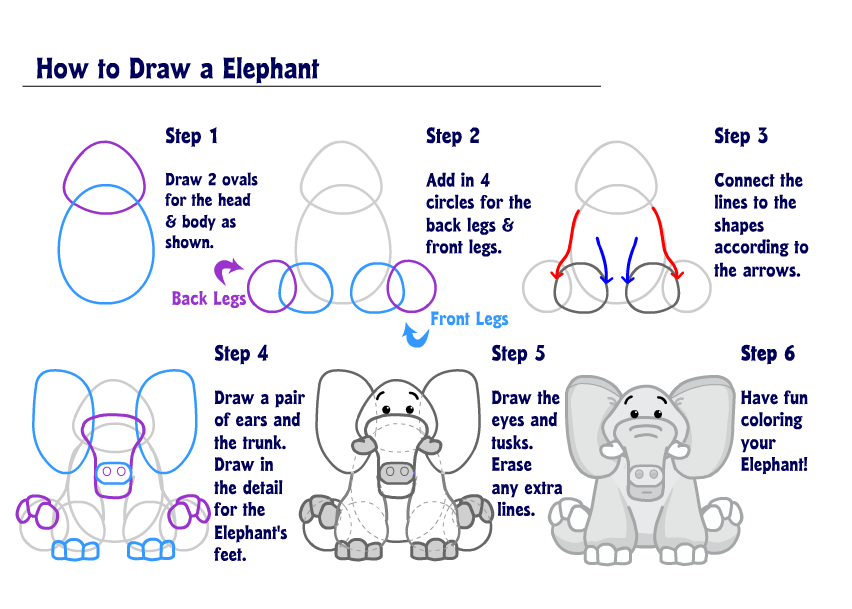 How to Draw a Elephant
Step 1
Draw 2 ovals
for the head
& body as
shown.
Step 2
Add in 4
circles for the
back legs &
front legs.
Back Legs
Front Legs
Step 3
Connect the
lines to the
shapes
according to
the arrows.
Step 4
Draw a pair
of ears and
the trunk.
Draw in
the detail
for the
Elephant's
feet.
Step 5
Draw the
eyes and
tusks.
Erase
any extra
lines.
Step 6
Have fun
coloring
your
Elephant!